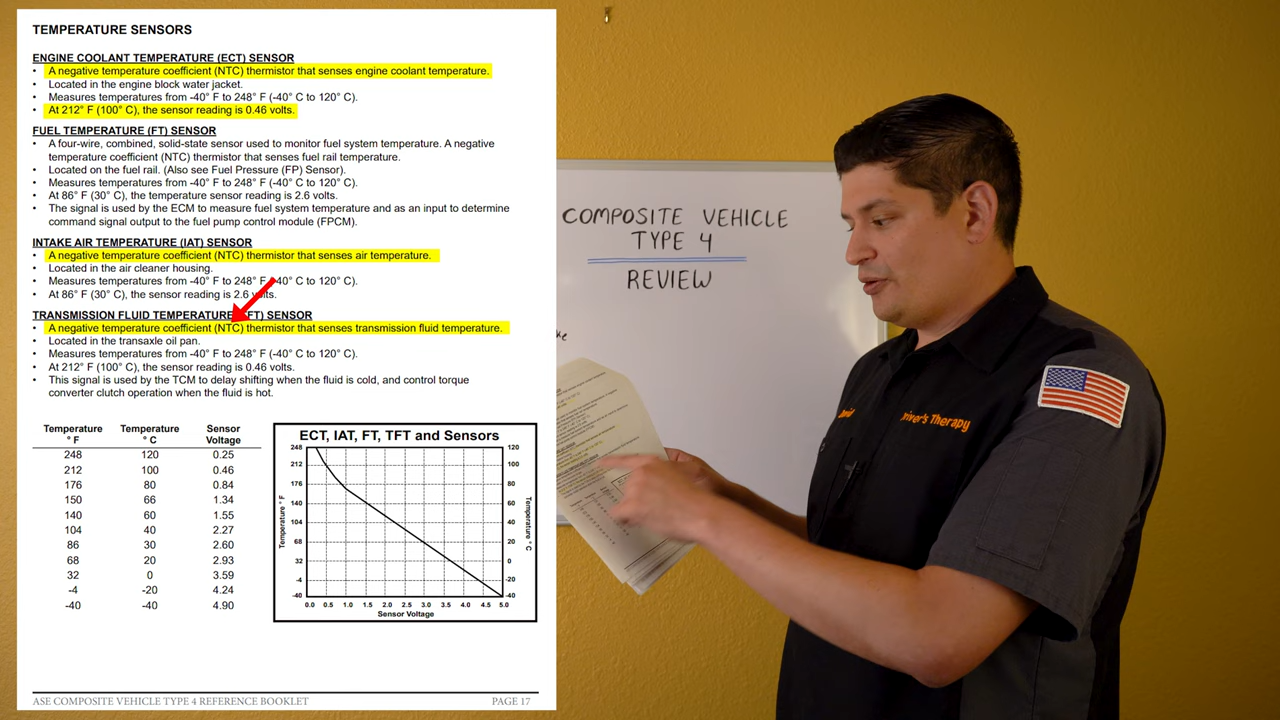 TEMPERATURE SENSORS
ENGINE COOLANT TEMPERATURE (ECT) SENSOR
• A negative temperature coefficient (NTC) thermistor that senses engine coolant temperature.
• Located in the engine block water jacket.
• Measures temperatures from -40° F to 248° F (-40° C to 120° C).
• At 212° F (100° C), the sensor reading is 0.46 volts.
FUEL TEMPERATURE (FT) SENSOR
• A four-wire, combined, solid-state sensor used to monitor fuel system temperature. A negative
temperature coefficient (NTC) thermistor that senses fuel rail temperature.
• Located on the fuel rail. (Also see Fuel Pressure (FP) Sensor).
• Measures temperatures from -40° F to 248° F (-40° C to 120° C).
• At 86° F (30° C), the temperature sensor reading is 2.6 volts.
• The signal is used by the ECM to measure fuel system temperature and as an input to determine
command signal output to the fuel pump control module (FPCM).
INTAKE AIR TEMPERATURE (IAT) SENSOR
• A negative temperature coefficient (NTC) thermistor that senses air temperature.
• Located in the air cleaner housing.
• Measures temperatures from -40° F to 248° F -40° C to 120° C).
• At 86° F (30° C), the sensor reading is 2.6
TRANSMISSION FLUID TEMPERATURE SENSOR
• A negative temperature coefficient (NTC) thermistor that senses transmission fluid temperature.
• Located in the transaxle oil pan.
• Measures temperatures from -40° F to 248° F (-40° C to 120° C).
• At 212° F (100° C), the sensor reading is 0.46 volts.
• This signal is used by the TCM to delay shifting when the fluid is cold, and control torque
converter clutch operation when the fluid is hot.
Temperature ° F Temperature ° C Sensor Voltage
248 120 0.25
212 100 0.46
176 80 0.84
150 66 1.34
140 60 1.55
104 40 2.27
86 30 2.60
68 20 2.93
32 0 3.59
-4 -20 4.24
-40 -40 4.90
ECT, IAT, FT, TFT and Sensors
Temperature ° F
248
212
176
140
104
68
32
-4
-40
120
100
80
60
40
20
0
-20
-40
Temperature ° C
0.0 0.5 1.0 1.5 2.0 2.5 3.0 3.5 4.0 4.5 5.0
Sensor Voltage
ASE COMPOSITE VEHICLE TYPE 4 REFERENCE BOOKLET PAGE 17
COMPOSITE VEHICLE
TYPE 4
REVIEW
Driver's Therapy